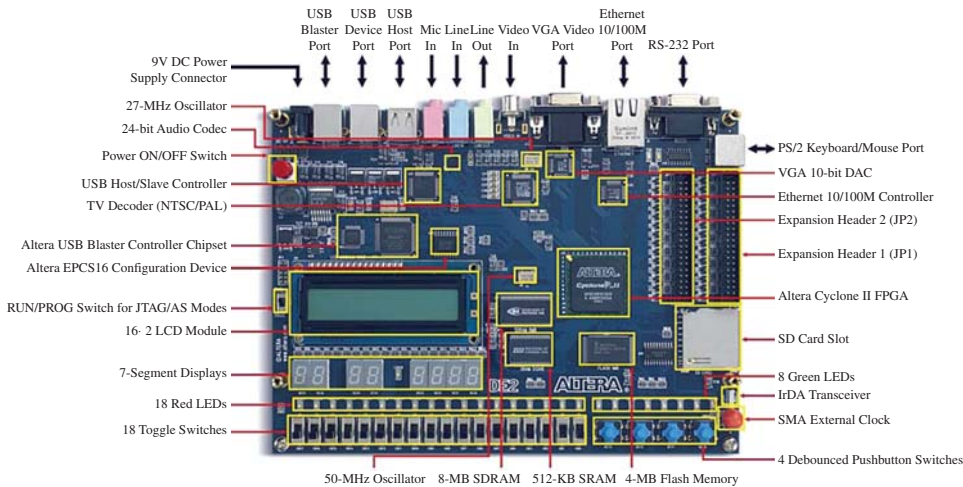 USB Blaster Port
USB Device Port
USB Host Port
Mic In
Line In
Line Out
Video In
VGA Video Port
Ethernet 10/100M Port
RS-232 Port
9V DC Power
Supply Connector
27-MHz Oscillator
24-bit Audio Codec
Power ON/OFF Switch
USB Host/Slave Controller
TV Decoder (NTSC/PAL)
Altera USB Blaster Controller Chipset
Altera EPCS16 Configuration Device
RUN/PROG Switch for JTAG/AS Modes
16· 2 LCD Module
7-Segment Displays
18 Red LEDs
18 Toggle Switches
PS/2 Keyboard/Mouse Port
VGA 10-bit DAC
Ethernet 10/100M Controller
Expansion Header 2 (JP2)
Expansion Header 1 (JP1)
Altera Cyclone II FPGA
SD Card Slot
8 Green LEDs
IrDA Transceiver
SMA External Clock
4 Debounced Pushbutton Switches
ALTERA
Cyclone II
DE2
ALTERA
50-MHz Oscillator
8-MB SDRAM
512-KB SRAM
4-MB Flash Memory